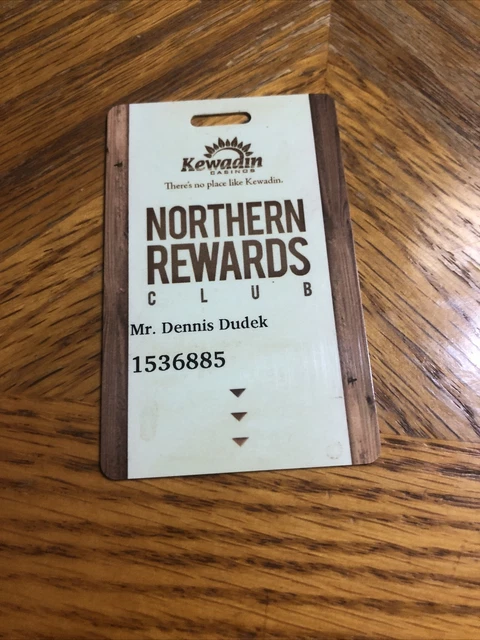 Kewadin
CASINOS
There's no place like Kewadin.
NORTHERN
REWARDS
CLUB
Mr. Dennis Dudek
1536885